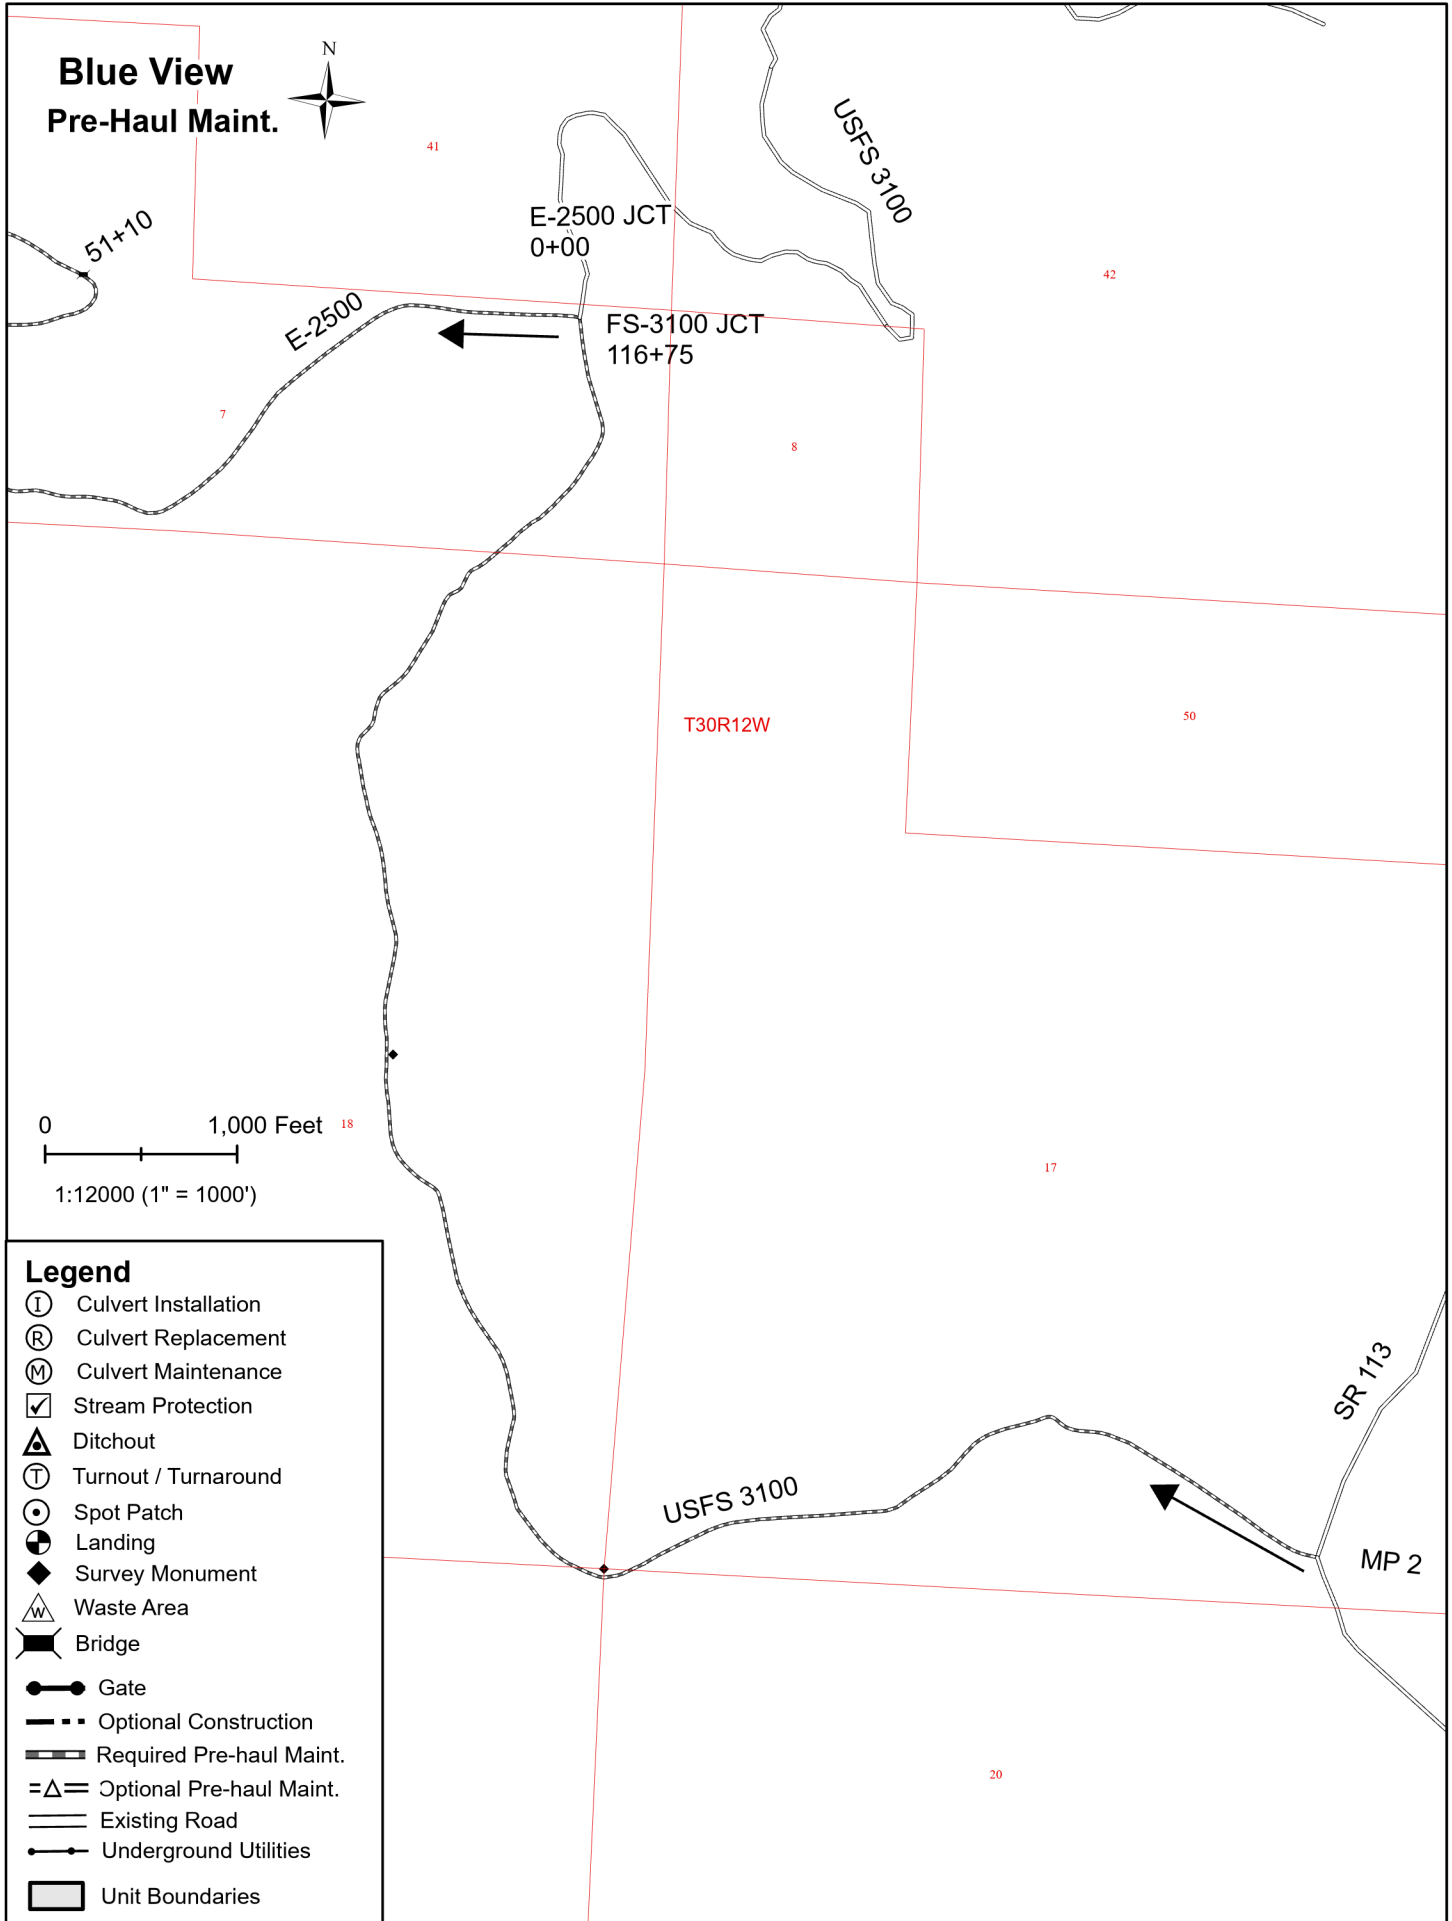 Blue View
Pre-Haul Maint.
N
41
USFS 3100
51+10
E-2500 JCT
0+00
42
E-2500
FS-3100 JCT
116+75
7
8
T30R12W
50
0 1,000 Feet
18
1:12000 (1" = 1000')
17
SR 113
USFS 3100
MP 2
20
Legend
I Culvert Installation
R Culvert Replacement
M Culvert Maintenance
Stream Protection
Ditchout
T Turnout / Turnaround
Spot Patch
Landing
Survey Monument
W Waste Area
Bridge
Gate
Optional Construction
Required Pre-haul Maint.
Optional Pre-haul Maint.
Existing Road
Underground Utilities
Unit Boundaries